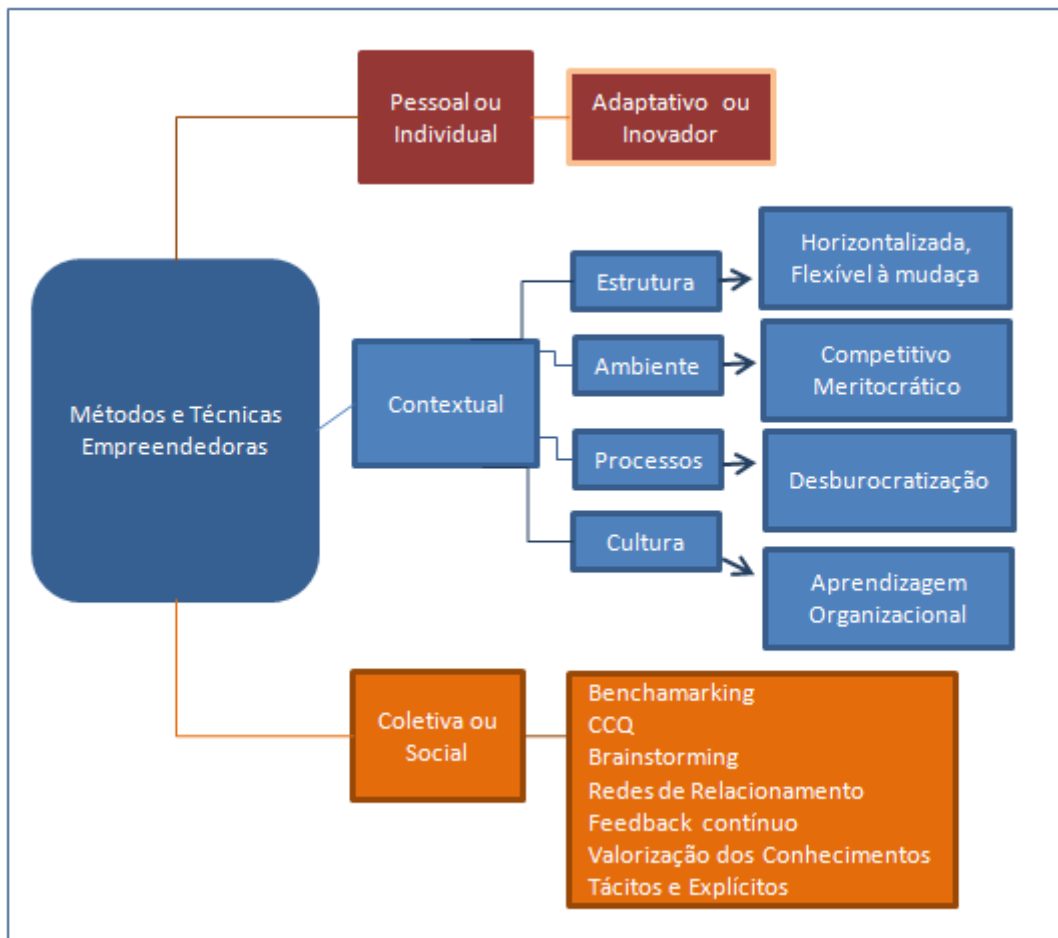 Pessoal ou
Individual
Adaptativo ou
Inovador
Métodos e Técnicas
Empreendedoras
Contextual
Estrutura
Horizontalizada,
Flexível à mudaça
Ambiente
Competitivo
Meritocrático
Processos
Desburocratização
Cultura
Aprendizagem
Organizacional
Coletiva ou
Social
Benchamarking
CCQ
Brainstorming
Redes de Relacionamento
Feedback contínuo
Valorização dos Conhecimentos
Tácitos e Explícitos